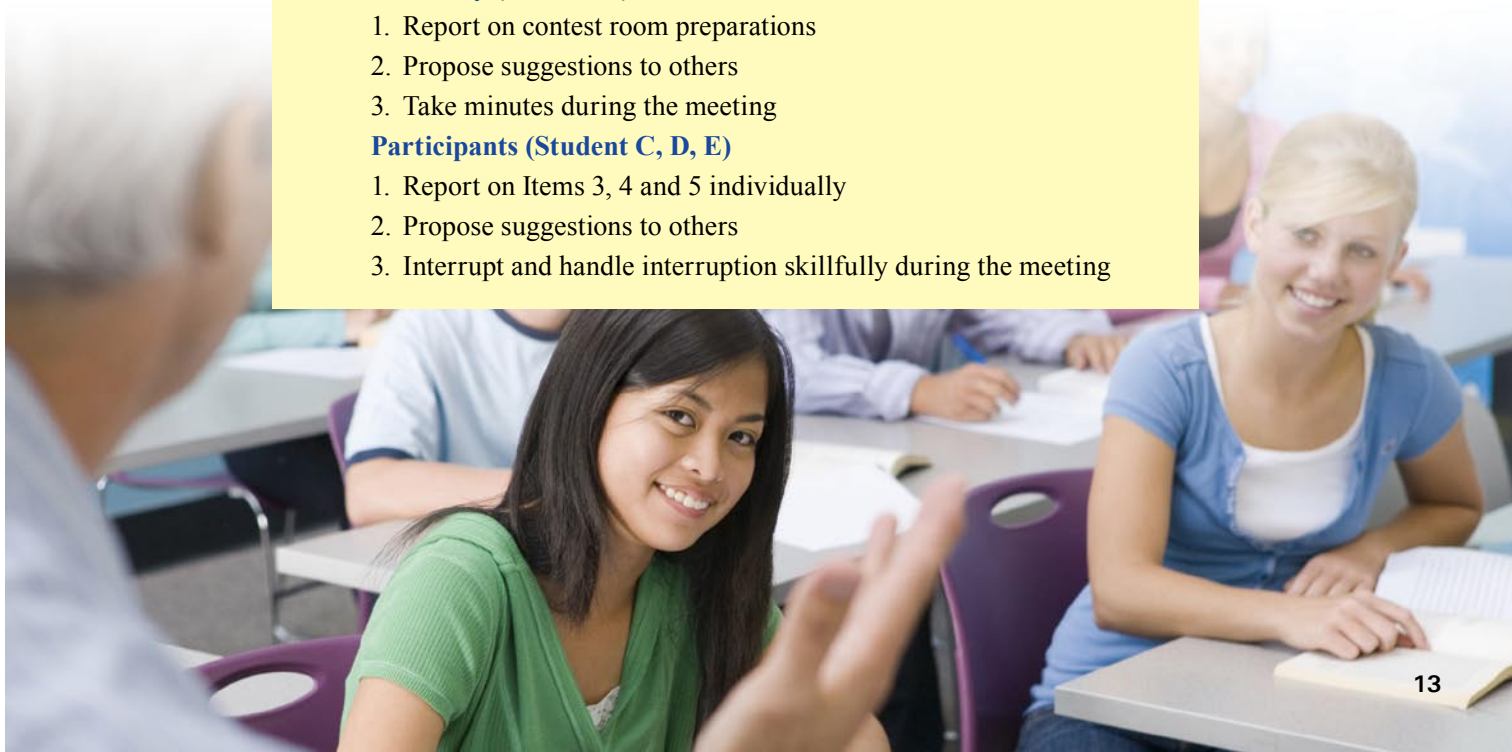 1. Report on contest room preparations
2. Propose suggestions to others
3. Take minutes during the meeting
Participants (Student C, D, E)
1. Report on Items 3, 4 and 5 individually
2. Propose suggestions to others
3. Interrupt and handle interruption skillfully during the meeting
13